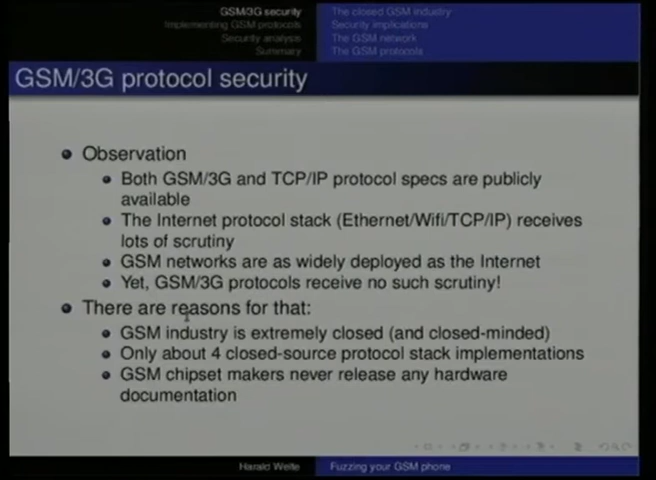 GSM/3G security
Implementing GSM protocols
Security analysis
Summary
The closed GSM industry
Security implications
The GSM network
The GSM protocols
GSM/3G protocol security
Observation
Both GSM/3G and TCP/IP protocol specs are publicly
available
The Internet protocol stack (Ethernet/Wifi/TCP/IP) receives
lots of scrutiny
GSM networks are as widely deployed as the Internet
Yet, GSM/3G protocols receive no such scrutiny!
There are reasons for that:
GSM industry is extremely closed (and closed-minded)
Only about 4 closed-source protocol stack implementations
GSM chipset makers never release any hardware
documentation
Harald Welte
Fuzzing your GSM phone